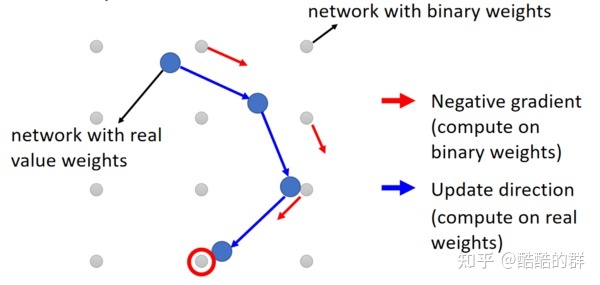 network with binary weights
network with real
value weights
Negative gradient
(compute on
binary weights)
Update direction
(compute on real
weights)
知乎 @酷酷的群